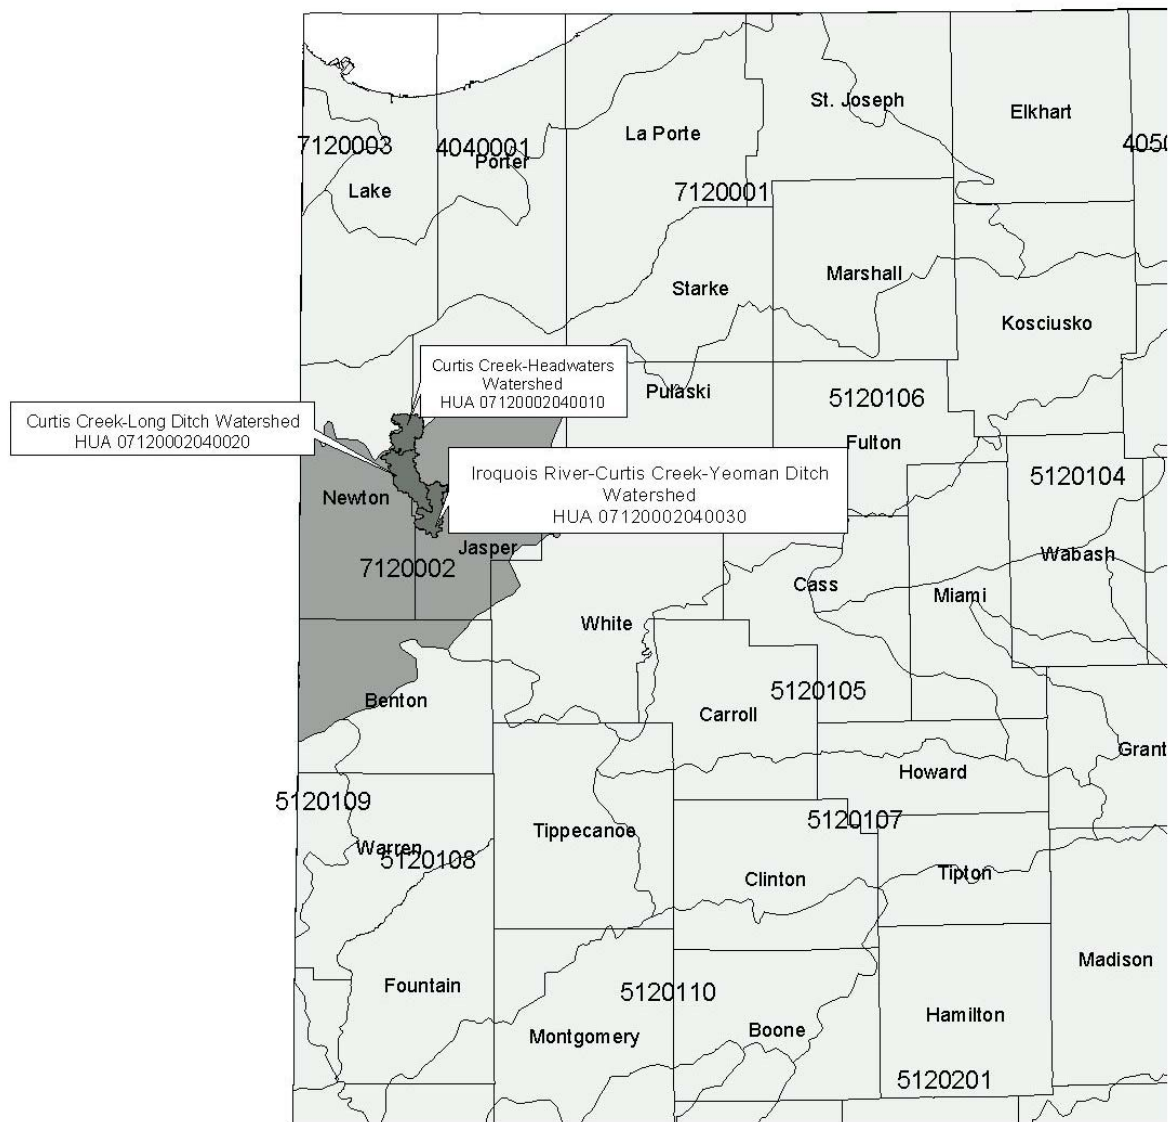 St. Joseph
Elkhart
La Porte
7120003
4040001
Porter
4050
Lake
7120001
Marshall
Starke
Kosciusko
Curtis Creek-Headwaters
Watershed
HUA 07120002040010
Pulaski
5120106
Fulton
Curtis Creek-Long Ditch Watershed
HUA 07120002040020
Iroquois River-Curtis Creek-Yeoman Ditch
Watershed
HUA 07120002040030
5120104
Newton
Jasper
7120002
Wabash
Cass
Miami
White
5120105
Benton
Carroll
Grant
Howard
5120109
5120107
Tippecanoe
Warren
5120108
Clinton
Tipton
Madison
Fountain
5120110
Hamilton
Montgomery
Boone
5120201